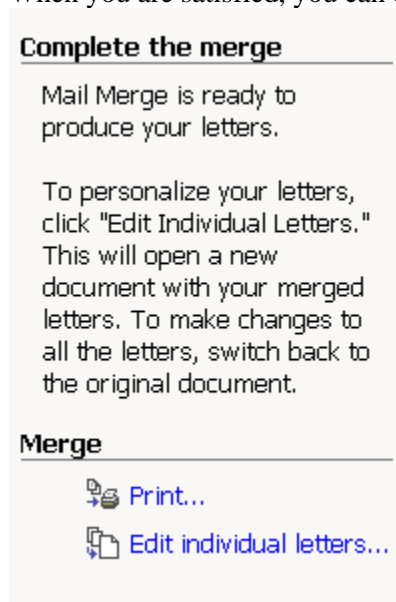 When you are satisfied, you can
Complete the merge
Mail Merge is ready to
produce your letters.
To personalize your letters,
click "Edit Individual Letters."
This will open a new
document with your merged
letters. To make changes to
all the letters, switch back to
the original document.
Merge
Print...
Edit individual letters...